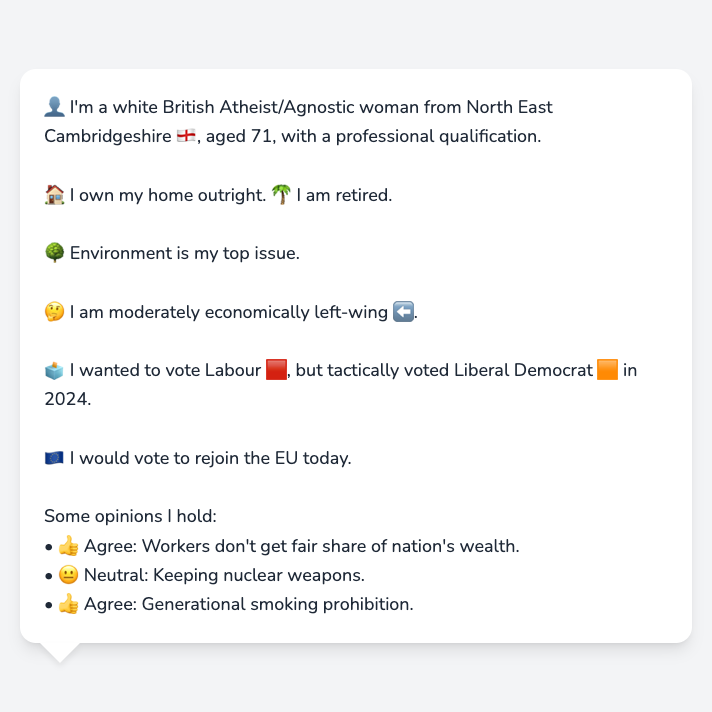 👤 I'm a white British Atheist/Agnostic woman from North East
Cambridgeshire 🏴󠁧󠁢󠁥󠁮󠁧󠁿, aged 71, with a professional qualification.
🏠 I own my home outright. 🌴 I am retired.
🌳 Environment is my top issue.
🤔 I am moderately economically left-wing ⬅️.
🗳️ I wanted to vote Labour 🟥, but tactically voted Liberal Democrat 🟧 in
2024.
🇪🇺 I would vote to rejoin the EU today.
Some opinions I hold:
• 👍 Agree: Workers don't get fair share of nation's wealth.
• 😐 Neutral: Keeping nuclear weapons.
• 👍 Agree: Generational smoking prohibition.